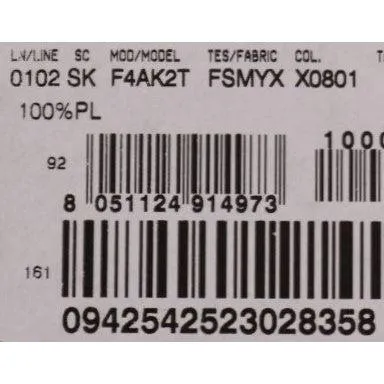 LN/LINE SC MOD/MODEL TES/FABRIC COL.
0102 SK F4AK2T FSMYX X0801
100%PL
1000
92
8 051124 914973
161
0942542523028358